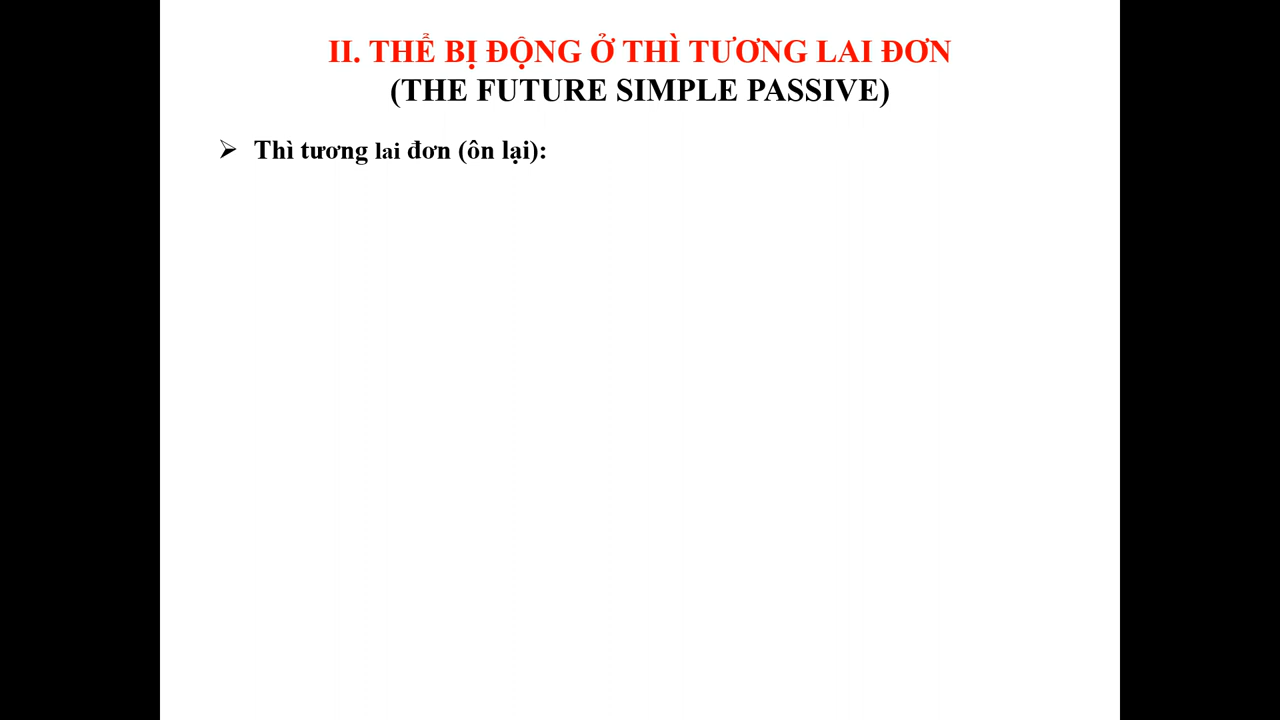 II. THỂ BỊ ĐỘNG Ở THÌ TƯƠNG LAI ĐƠN
(THE FUTURE SIMPLE PASSIVE)
➢ Thì tương lai đơn (ôn lại):